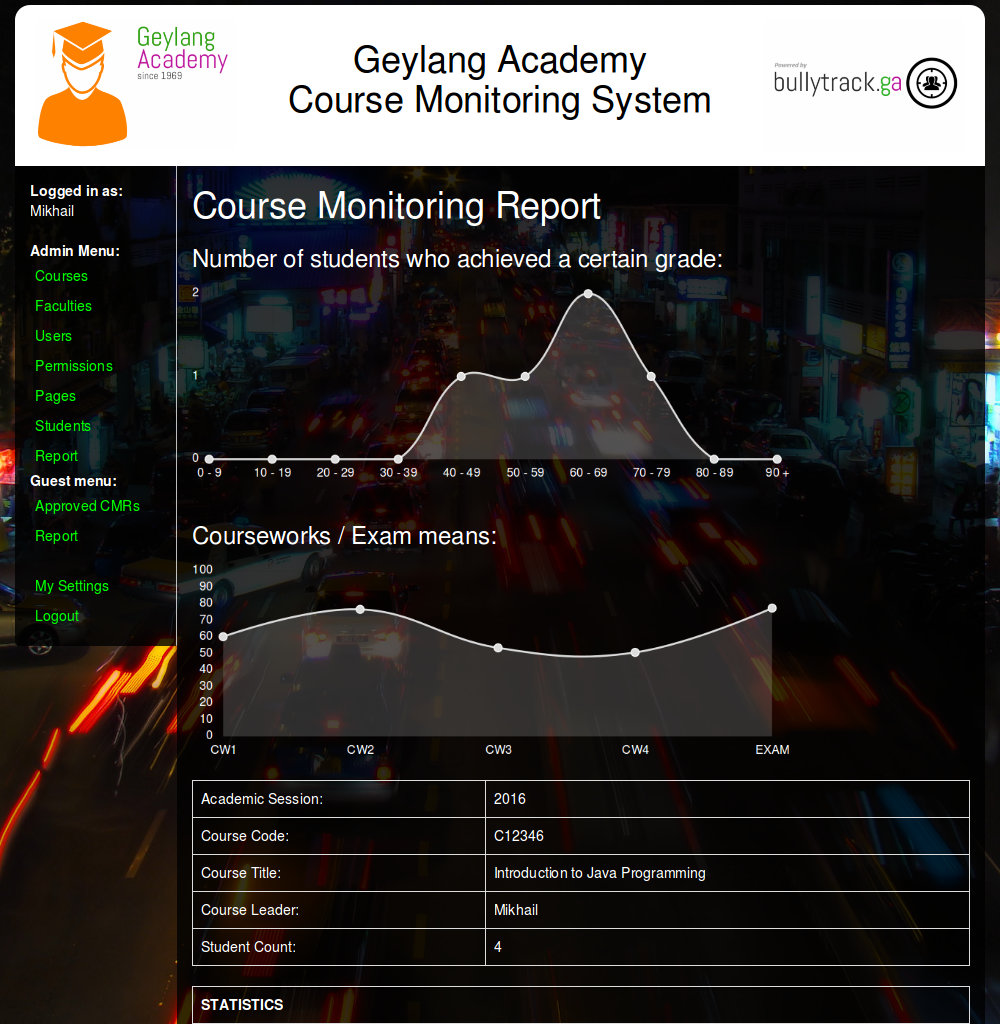 Geylang
Academy
since 1969
Geylang Academy
Course Monitoring System
Powered by
bullytrack.ga
Logged in as:
Mikhail
Admin Menu:
Courses
Faculties
Users
Permissions
Pages
Students
Report
Guest menu:
Approved CMRs
Report
My Settings
Logout
Course Monitoring Report
Number of students who achieved a certain grade:
2
1
0
0 - 9 10 - 19 20 - 29 30 - 39 40 - 49 50 - 59 60 - 69 70 - 79 80 - 89 90 +
Courseworks / Exam means:
100
90
80
70
60
50
40
30
20
10
0
CW1 CW2 CW3 CW4 EXAM
Academic Session: 2016
Course Code: C12346
Course Title: Introduction to Java Programming
Course Leader: Mikhail
Student Count: 4
STATISTICS